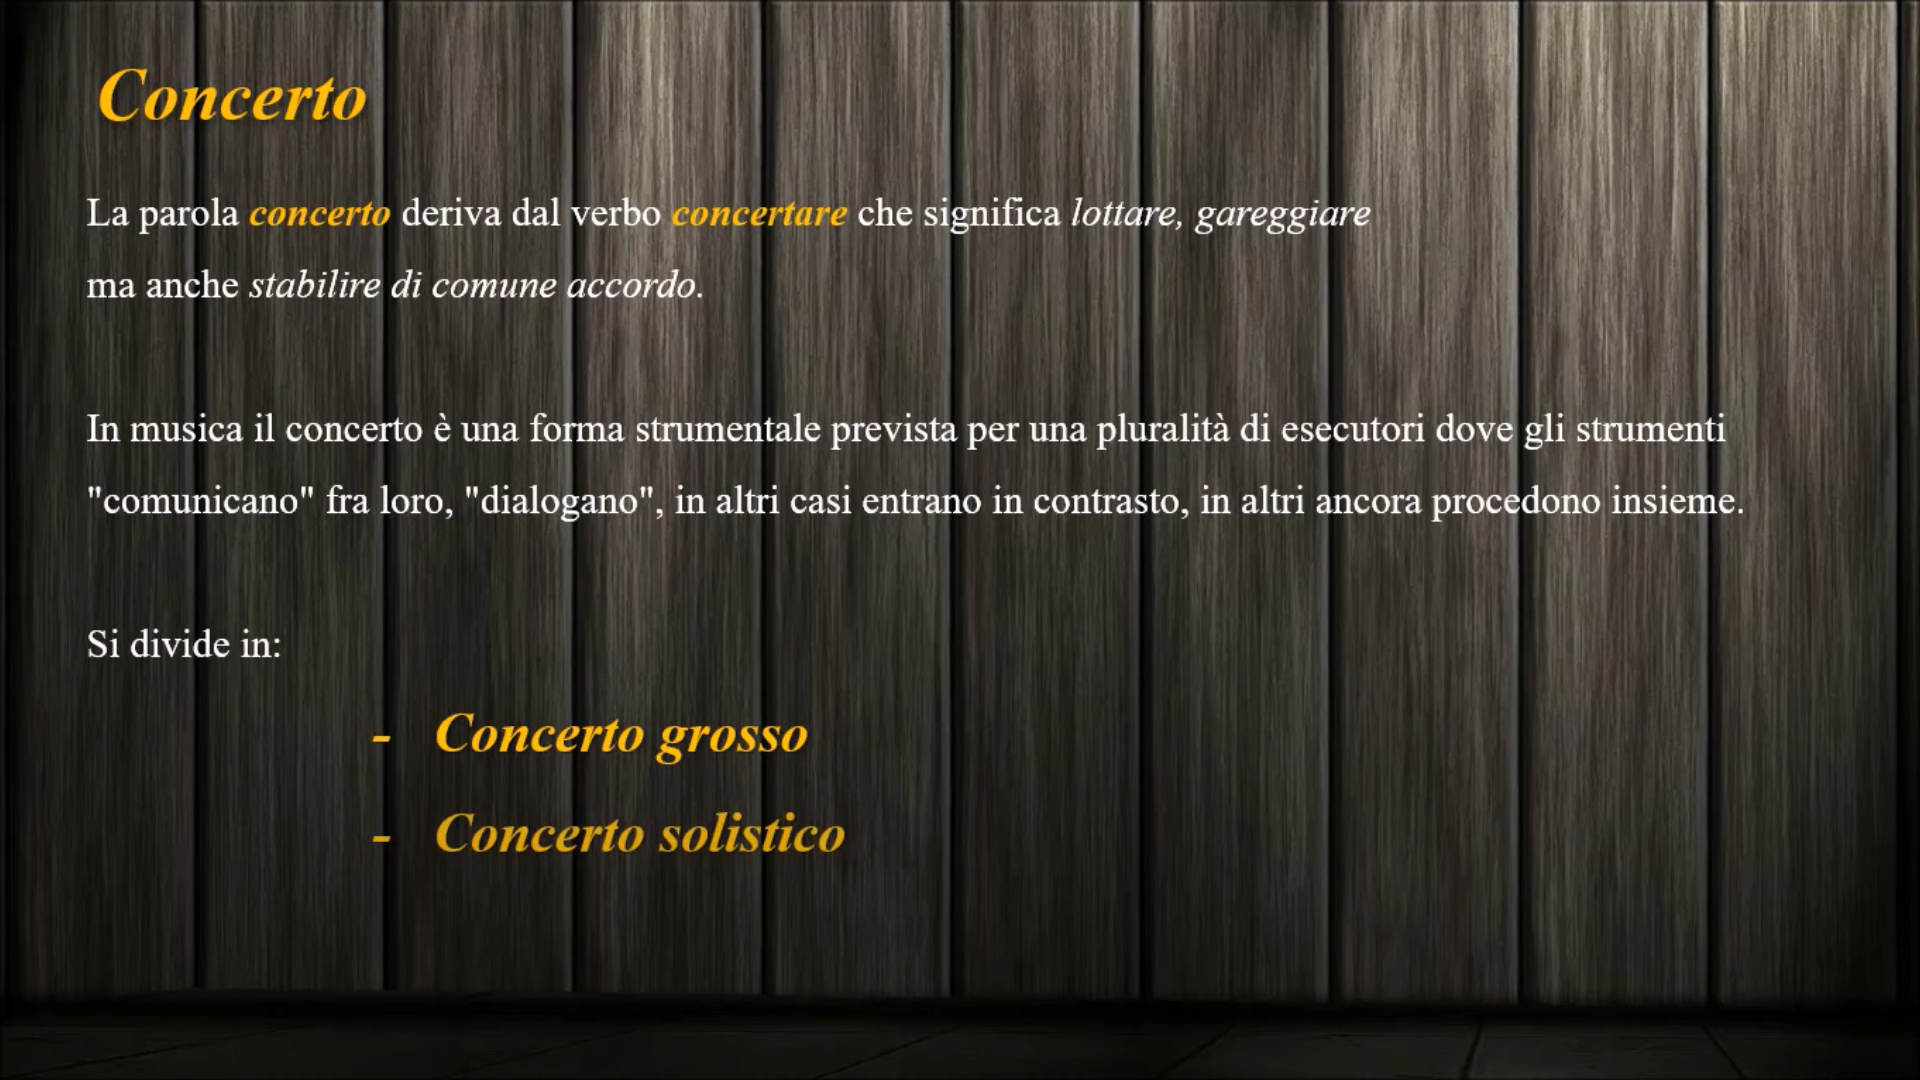 Concerto
La parola concerto deriva dal verbo concertare che significa lottare, gareggiare
ma anche stabilire di comune accordo.
In musica il concerto è una forma strumentale prevista per una pluralità di esecutori dove gli strumenti
"comunicano" fra loro, "dialogano", in altri casi entrano in contrasto, in altri ancora procedono insieme.
Si divide in:
- Concerto grosso
- Concerto solistico